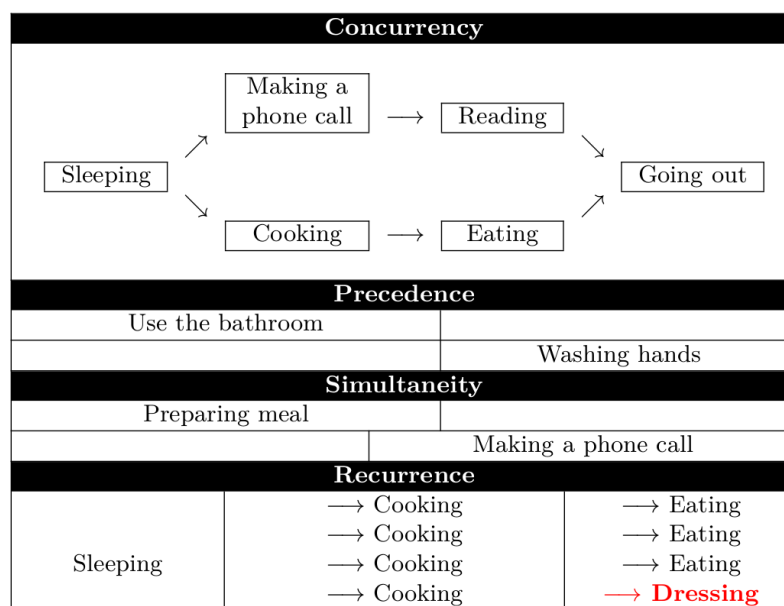 Concurrency
Making a
phone call → Reading
Sleeping Going out
Cooking → Eating
Precedence
Use the bathroom
Washing hands
Simultaneity
Preparing meal
Making a phone call
Recurrence
→ Cooking → Eating
→ Cooking → Eating
Sleeping → Cooking → Eating
→ Cooking → Dressing